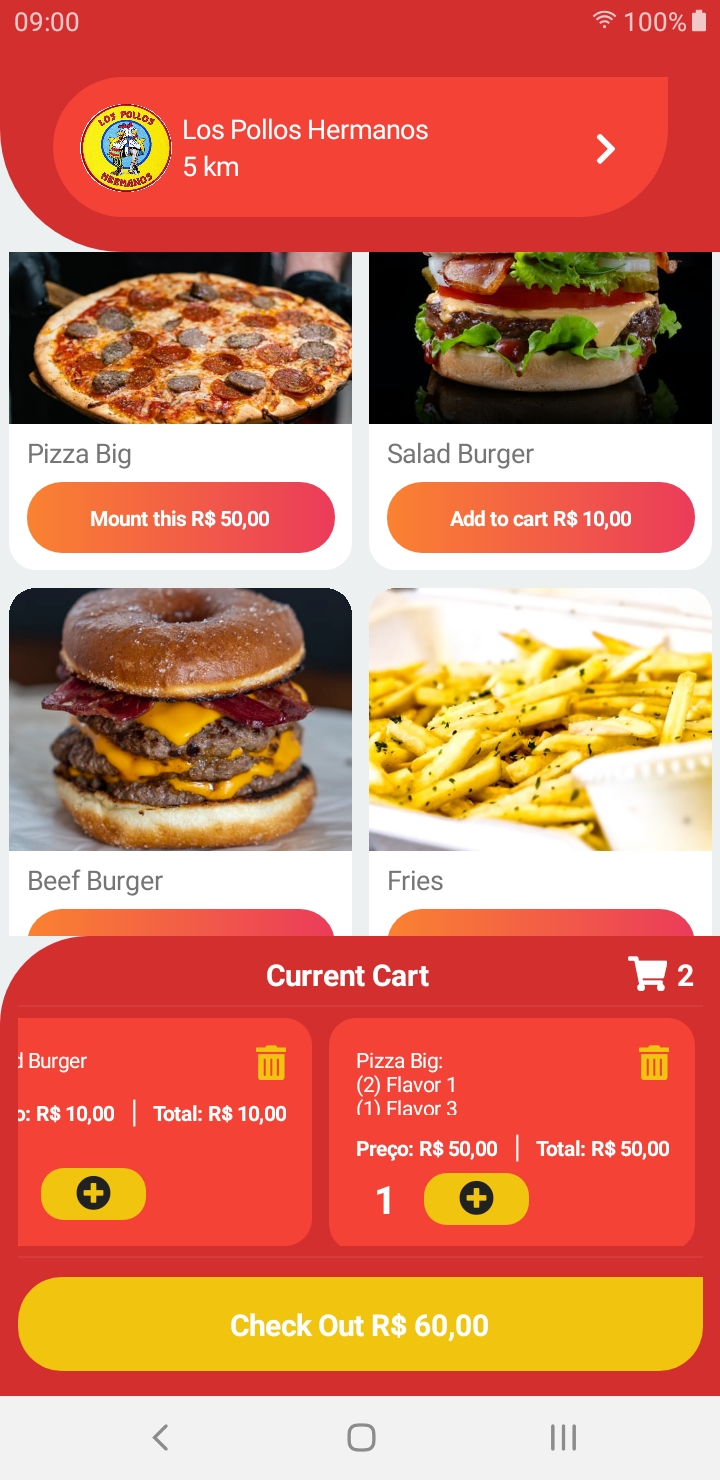 09:00
100%
LOS POLLOS
HERMANOS
Los Pollos Hermanos
5 km
Pizza Big
Salad Burger
Mount this R$ 50,00
Add to cart R$ 10,00
Beef Burger
Fries
Current Cart
2
d Burger
o: R$ 10,00 | Total: R$ 10,00
Pizza Big:
(2) Flavor 1
(1) Flavor 3
Preço: R$ 50,00 | Total: R$ 50,00
1
Check Out R$ 60,00